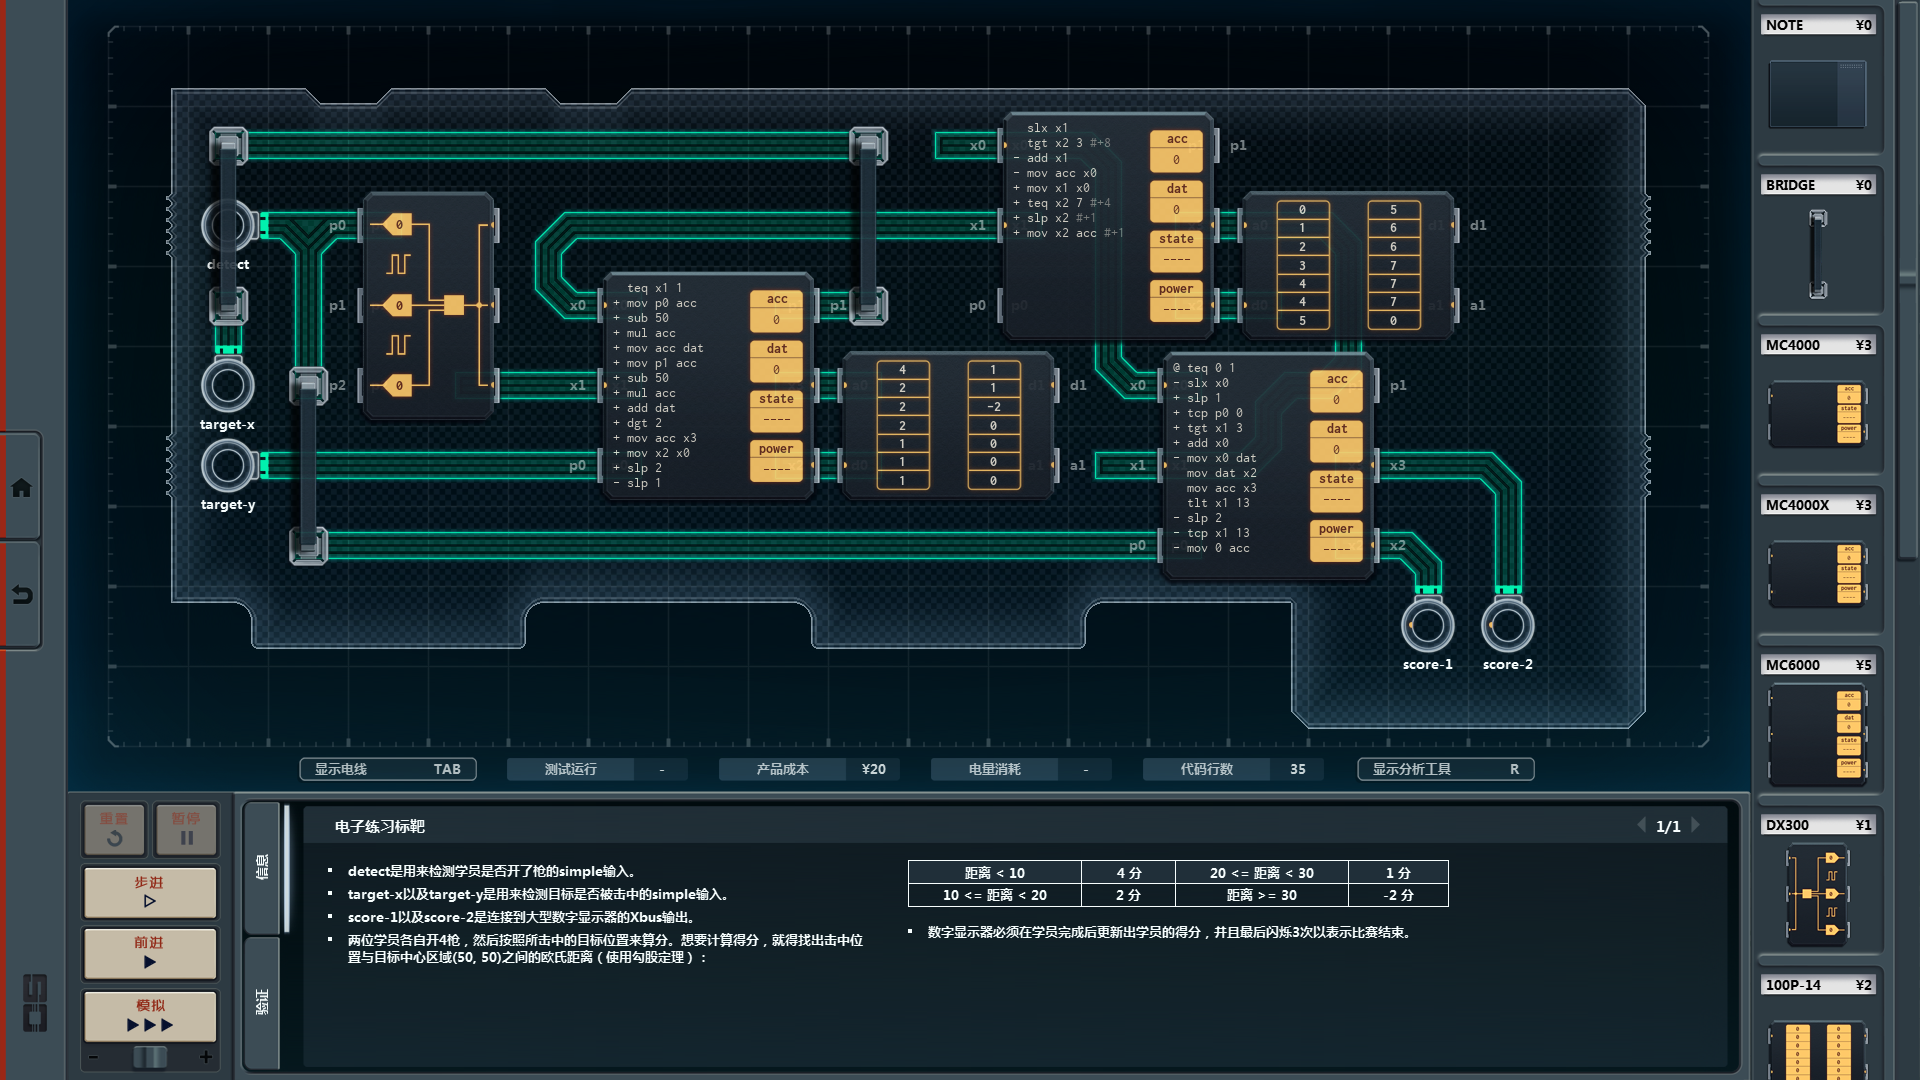 NOTE ¥0
BRIDGE ¥0
MC4000 ¥3
MC4000X ¥3
MC6000 ¥5
DX300 ¥1
100P-14 ¥2
detect
target-x
target-y
score-1
score-2
p0
p1
p2
0
0
0
x0
x1
p0
p1
teq x1 1
+ mov p0 acc
+ sub 50
+ mul acc
+ mov acc dat
+ mov p1 acc
+ sub 50
+ mul acc
+ add dat
+ dgt 2
+ mov acc x3
+ mov x2 x0
+ slp 2
- slp 1
acc
0
dat
0
state
----
power
----
4 1
2 1
2 -2
2 0
1 0
1 0
1 0
d1
a1
x0
x1
p0
p1
slx x1
tgt x2 3 #+8
- add x1
- mov acc x0
+ mov x1 x0
+ teq x2 7 #+4
+ slp x2 #+1
+ mov x2 acc #+1
acc
0
dat
0
state
----
power
----
0 5
1 6
2 6
3 7
4 7
4 7
5 0
d1
a1
x0
x1
p0
p1
x3
x2
@ teq 0 1
- slx x0
+ slp 1
+ tcp p0 0
+ tgt x1 3
+ add x0
- mov x0 dat
mov dat x2
mov acc x3
tlt x1 13
- slp 2
- tcp x1 13
- mov 0 acc
acc
0
dat
0
state
----
power
----
显示电线 TAB
测试运行 -
产品成本 ¥20
电量消耗 -
代码行数 35
显示分析工具 R
重置
暂停
步进
前进
模拟
- +
信息
验证
电子练习标靶
1/1
▪ detect是用来检测学员是否开了枪的simple输入。
▪ target-x以及target-y是用来检测目标是否被击中的simple输入。
▪ score-1以及score-2是连接到大型数字显示器的Xbus输出。
▪ 两位学员各自开4枪，然后按照所击中的目标位置来算分。想要计算得分，就得找出击中位
置与目标中心区域(50, 50)之间的欧氏距离（使用勾股定理）：
距离 < 10 4 分 20 <= 距离 < 30 1 分
10 <= 距离 < 20 2 分 距离 >= 30 -2 分
▪ 数字显示器必须在学员完成后更新出学员的得分，并且最后闪烁3次以表示比赛结束。